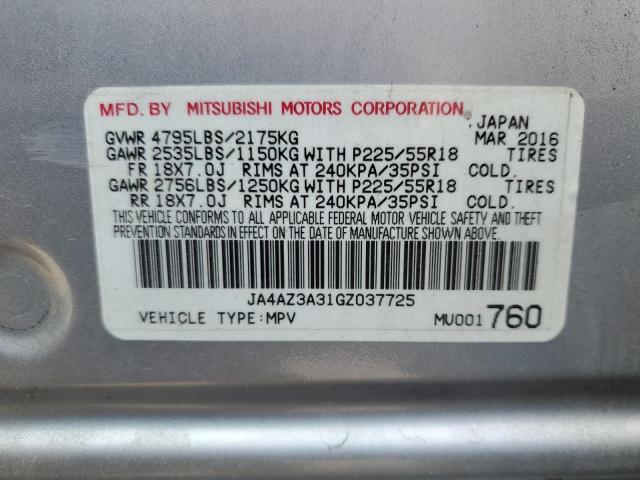 MFD. BY MITSUBISHI MOTORS CORPORATION
JAPAN
GVWR 4795LBS/2175KG MAR 2016
GAWR 2535LBS/1150KG WITH P225/55R18 TIRES
FR 18X7.0J RIMS AT 240KPA/35PSI COLD.
GAWR 2756LBS/1250KG WITH P225/55R18 TIRES
RR 18X7.0J RIMS AT 240KPA/35PSI COLD.
THIS VEHICLE CONFORMS TO ALL APPLICABLE FEDERAL MOTOR VEHICLE SAFETY AND THEFT
PREVENTION STANDARDS IN EFFECT ON THE DATE OF MANUFACTURE SHOWN ABOVE.
JA4AZ3A31GZ037725
VEHICLE TYPE:MPV MU001760